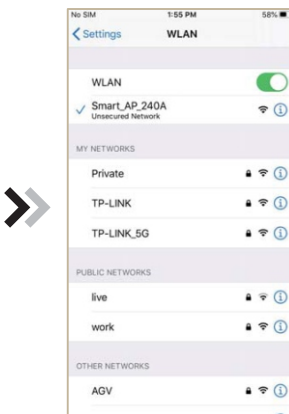 No SIM 1:55 PM 58%
Settings WLAN
WLAN
Smart_AP_240A
Unsecured Network
MY NETWORKS
Private
TP-LINK
TP-LINK_5G
PUBLIC NETWORKS
live
work
OTHER NETWORKS
AGV